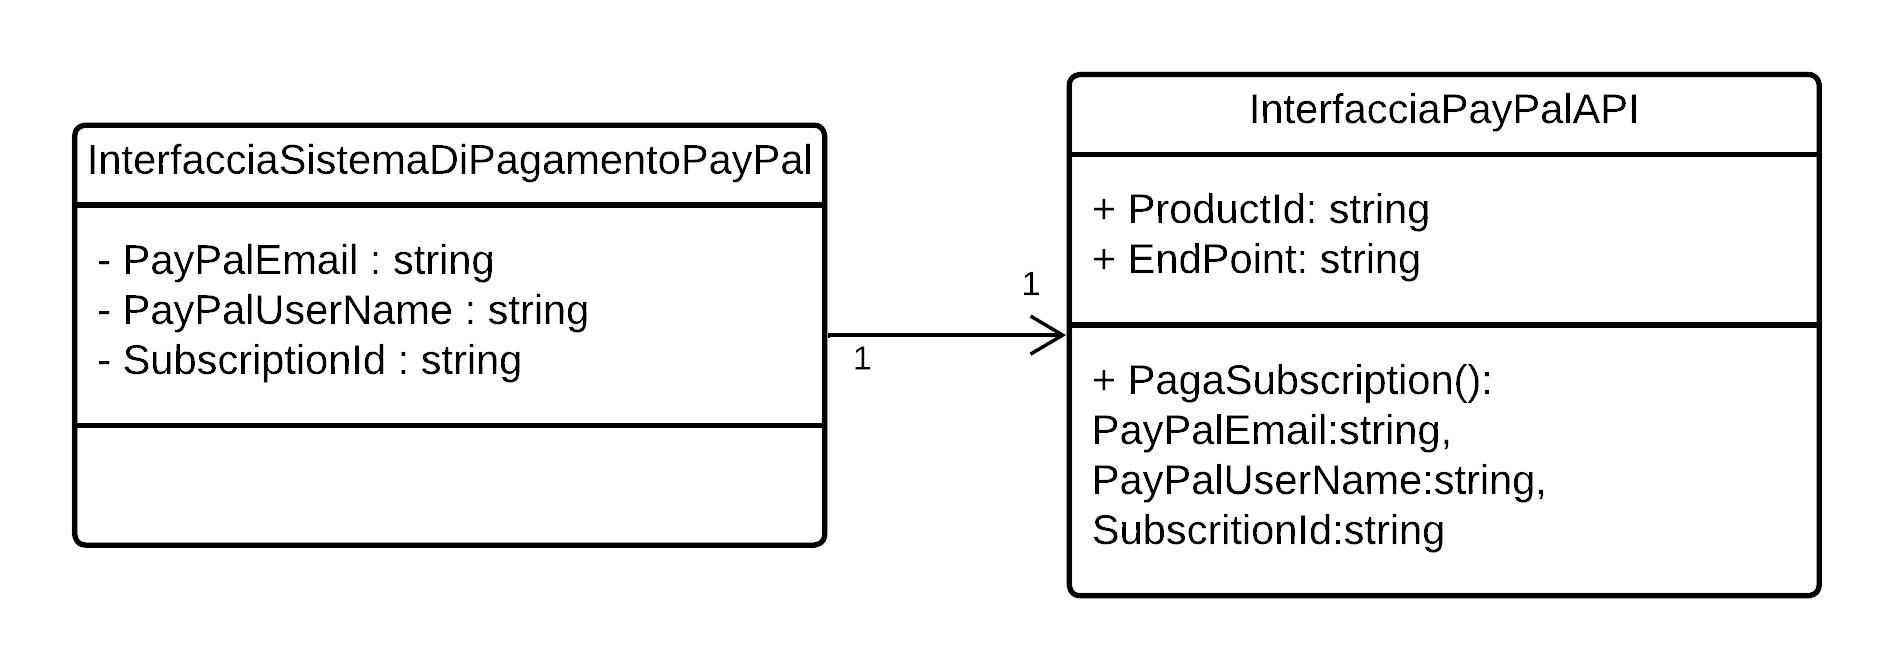 InterfacciaSistemaDiPagamentoPayPal
- PayPalEmail : string
- PayPalUserName : string
- SubscriptionId : string
1
1
InterfacciaPayPalAPI
+ ProductId: string
+ EndPoint: string
+ PagaSubscription():
PayPalEmail:string,
PayPalUserName:string,
SubscritionId:string